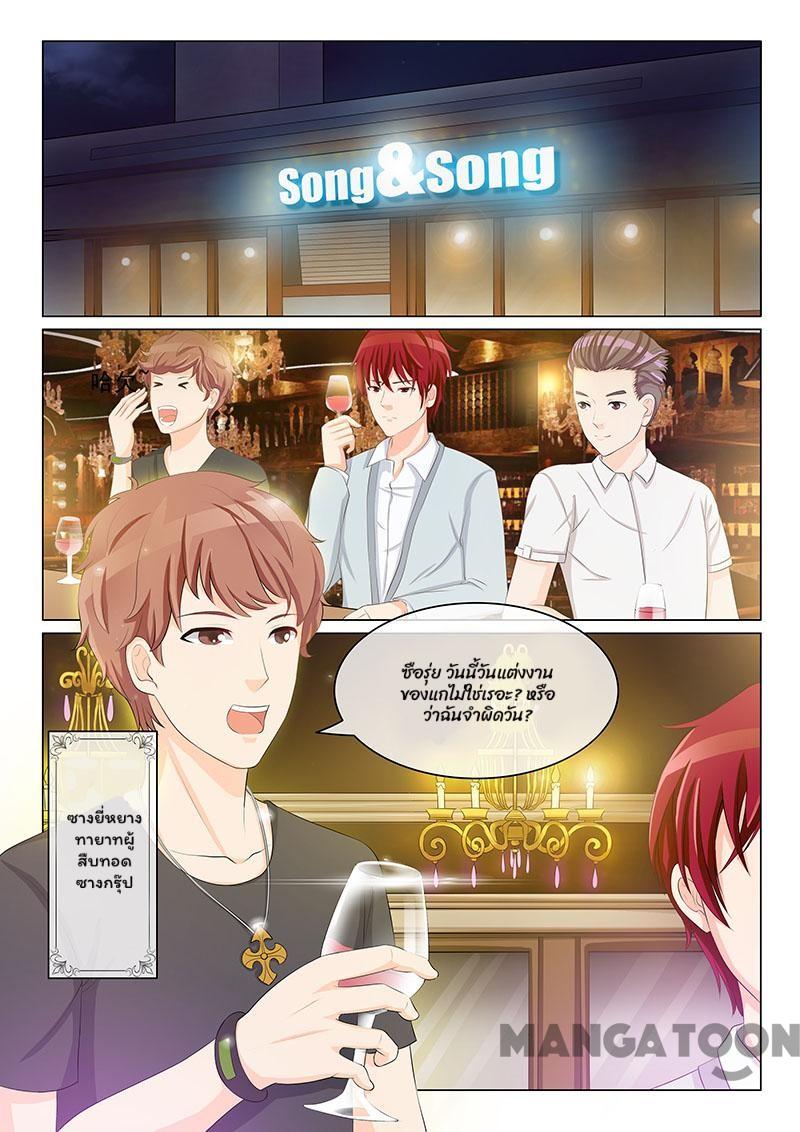 Song&Song
哈欠~
ซือรุ่ย วันนี้วันแต่งงาน
ของแกไม่ใช่เรอะ? หรือ
ว่าฉันจำผิดวัน?
ซางยี่หยาง
ทายาทผู้
สืบทอด
ซางกรุ๊ป
MANGATOON